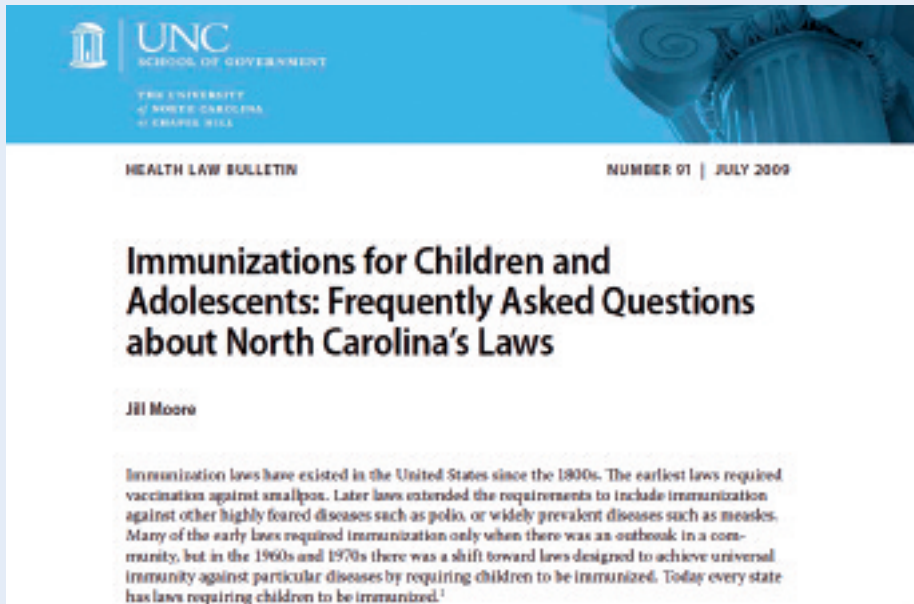 UNC
SCHOOL OF GOVERNMENT
THE UNIVERSITY
of NORTH CAROLINA
at CHAPEL HILL
HEALTH LAW BULLETIN
NUMBER 91 | JULY 2009
Immunizations for Children and
Adolescents: Frequently Asked Questions
about North Carolina's Laws
Jill Moore
Immunization laws have existed in the United States since the 1800s. The earliest laws required
vaccination against smallpox. Later laws extended the requirements to include immunization
against other highly feared diseases such as polio, or widely prevalent diseases such as measles.
Many of the early laws required immunization only when there was an outbreak in a com-
munity, but in the 1960s and 1970s there was a shift toward laws designed to achieve universal
immunity against particular diseases by requiring children to be immunized. Today every state
has laws requiring children to be immunized.1